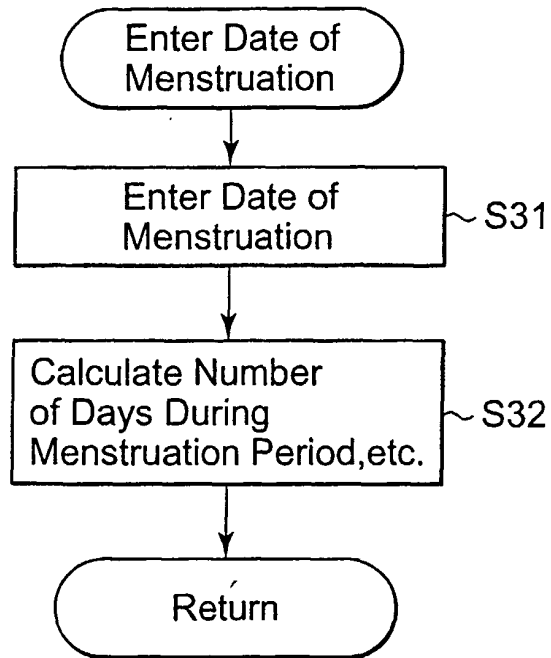 Enter Date of
Menstruation
Enter Date of
Menstruation
S31
Calculate Number
of Days During
Menstruation Period,etc.
S32
Return